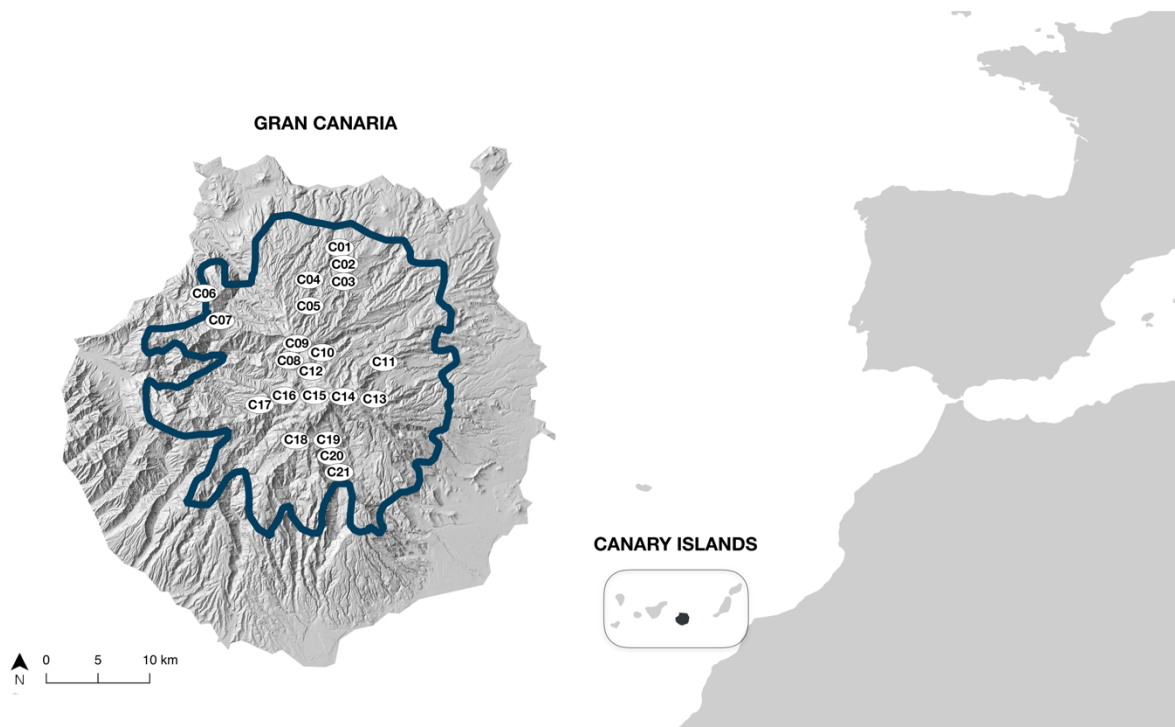 GRAN CANARIA
C01
C02
C04
C03
C06
C05
C07
C09
C10
C08
C11
C12
C16
C15
C14
C13
C17
C18
C19
C20
C21
CANARY ISLANDS
0 5 10 km
N